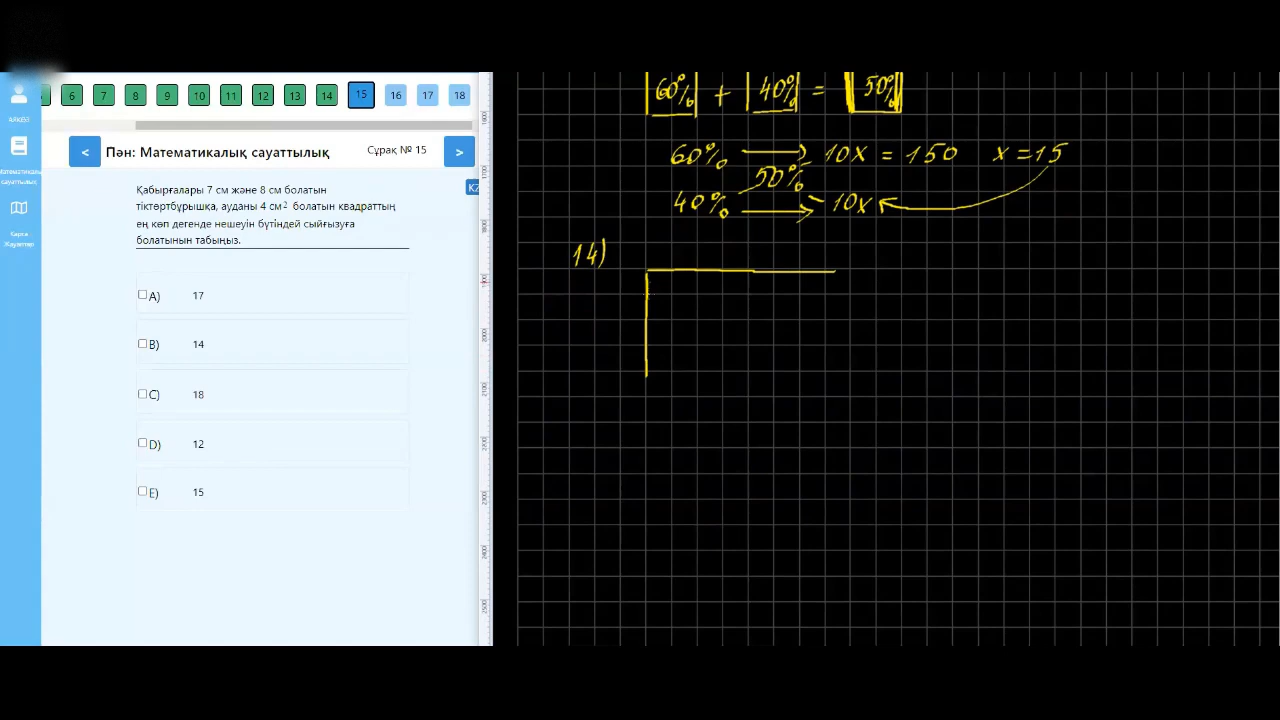 6 7 8 9 10 11 12 13 14 15 16 17 18
< Пән: Математикалық сауаттылық Сұрақ № 15 >
Қабырғалары 7 см және 8 см болатын
тіктөртбұрышқа, ауданы 4 см² болатын квадраттың
ең көп дегенде нешеуін бүтіндей сыйғызуға
болатынын табыңыз.
A) 17
B) 14
C) 18
D) 12
E) 15
60% + 40% = 50%
60% → 10x = 150 x = 15
50%
40% → 10x
14)